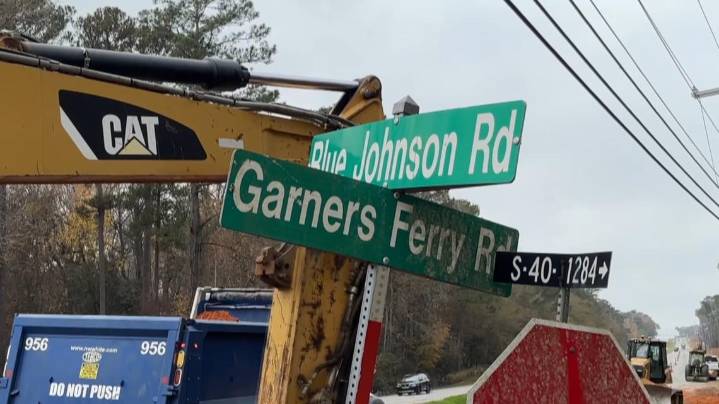 CAT
Blue Johnson Rd
Garners Ferry Rd
S-40-1284→
956
956
DO NOT PUSH